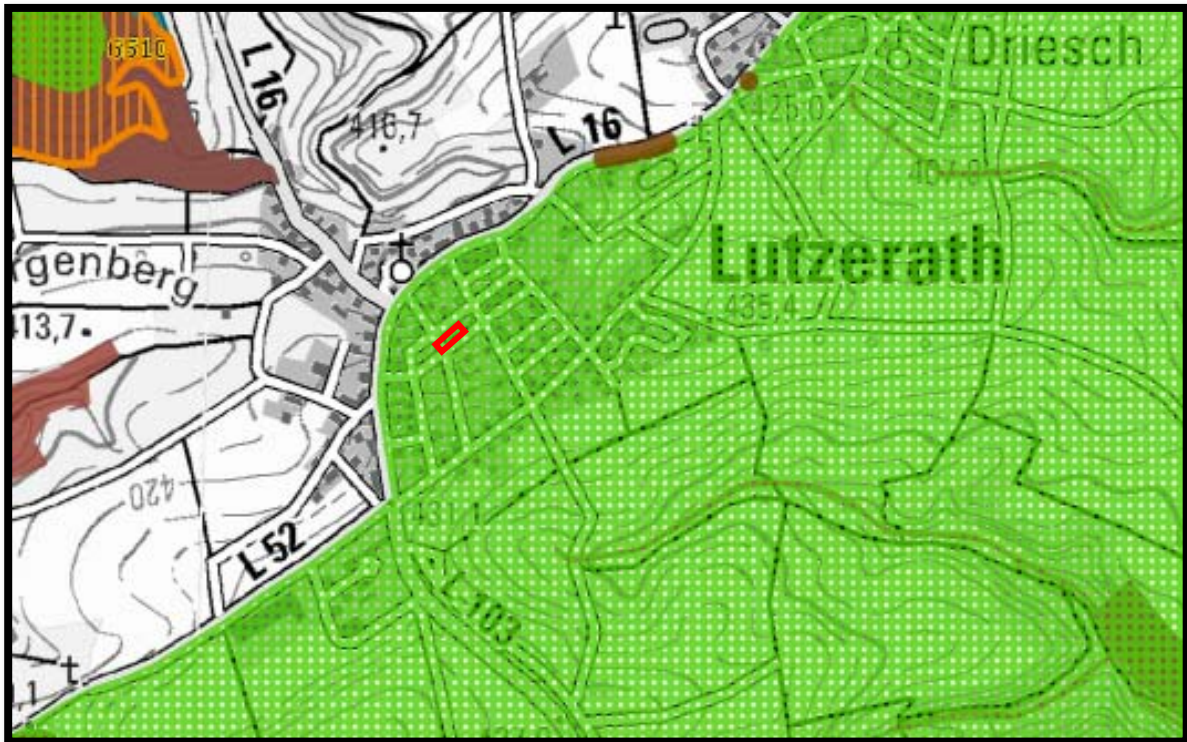 6510
L 16
416,7
L 16
Driesch
425,0
Lutzerath
435,4
rgenberg
413,7
420
431,1
L 52
L 103
t